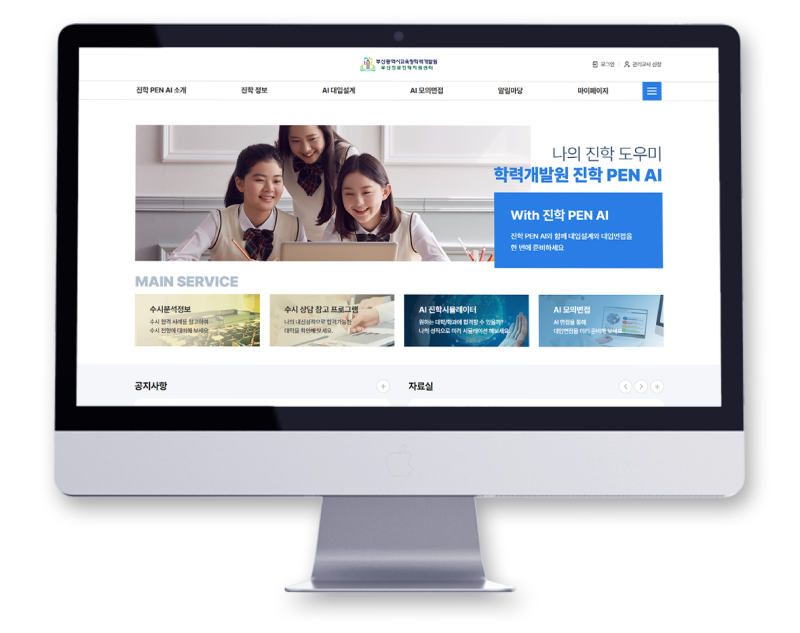 부산광역시교육청학력개발원
부산진로진학지원센터
로그인
관리교사 신청
진학 PEN AI 소개
진학 정보
AI 대입설계
AI 모의면접
알림마당
마이페이지
나의 진학 도우미
학력개발원 진학 PEN AI
With 진학 PEN AI
진학 PEN AI와 함께 대입설계와 대입면접을
한 번에 준비하세요
MAIN SERVICE
수시분석정보
수시 합격 사례를 참고하여
수시 전형에 대비해 보세요
수시 상담 참고 프로그램
나의 내신성적으로 합격가능한
대학을 확인해 보세요.
AI 진학시뮬레이터
원하는 대학/학과에 합격할 수 있을까?
나의 성적으로 미리 시뮬레이션 해보세요.
AI 모의면접
AI 면접을 통해
대입면접을 미리 준비해 보세요
공지사항
자료실